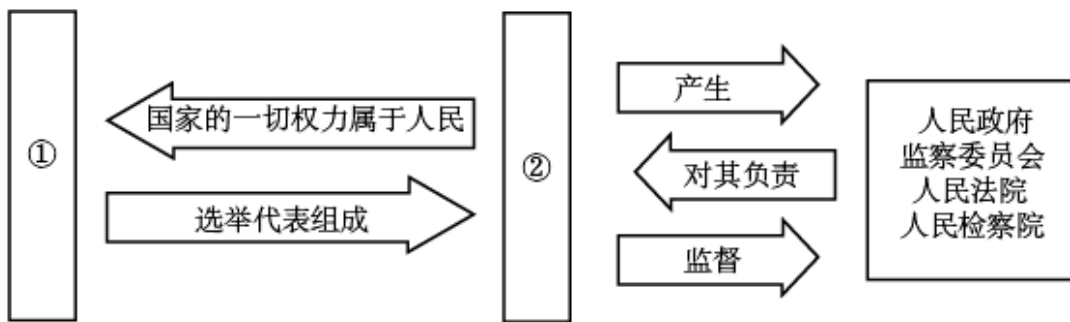 ①
国家的一切权力属于人民
选举代表组成
②
产生
对其负责
监督
人民政府
监察委员会
人民法院
人民检察院